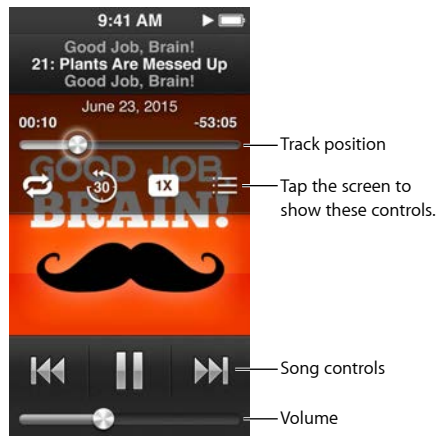 9:41 AM
Good Job, Brain!
21: Plants Are Messed Up
Good Job, Brain!
June 23, 2015
00:10
-53:05
Track position
GOOD JOB
30
1X
BRAIN!
Tap the screen to
show these controls.
Song controls
Volume